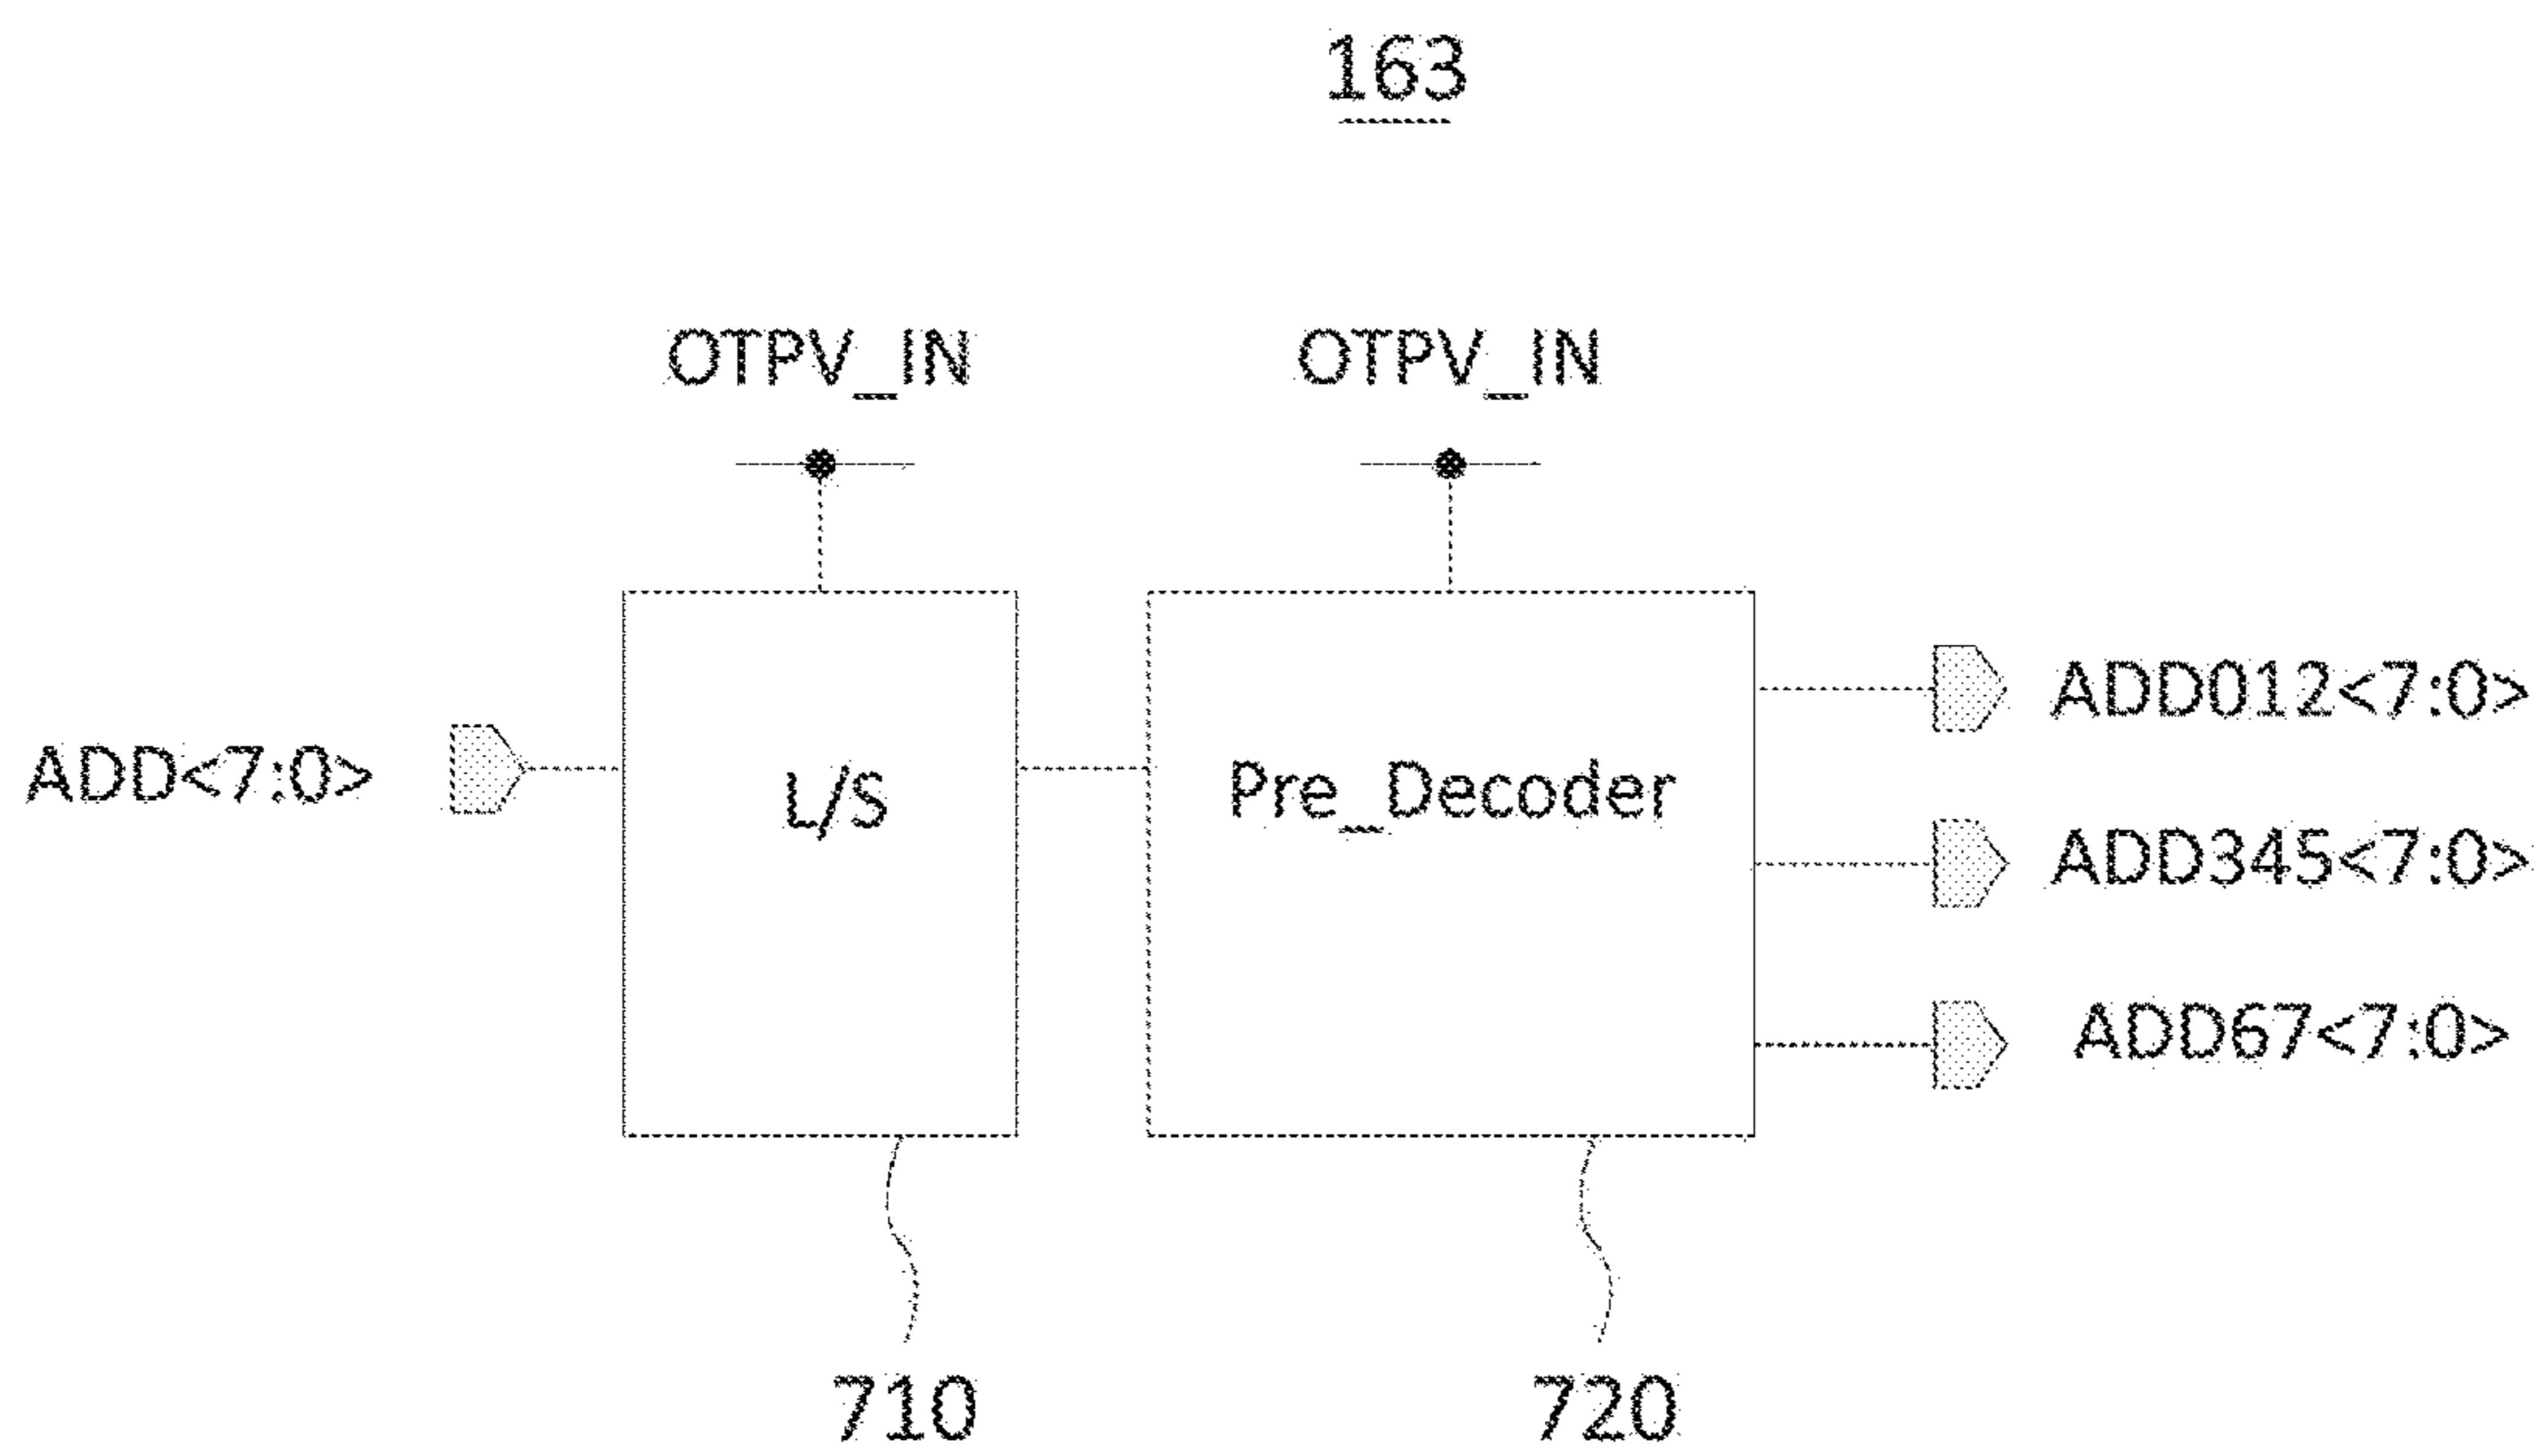 163
OTPV_IN
OTPV_IN
ADD<7:0>
L/S
Pre_Decoder
ADD012<7:0>
ADD345<7:0>
ADD67<7:0>
710
720